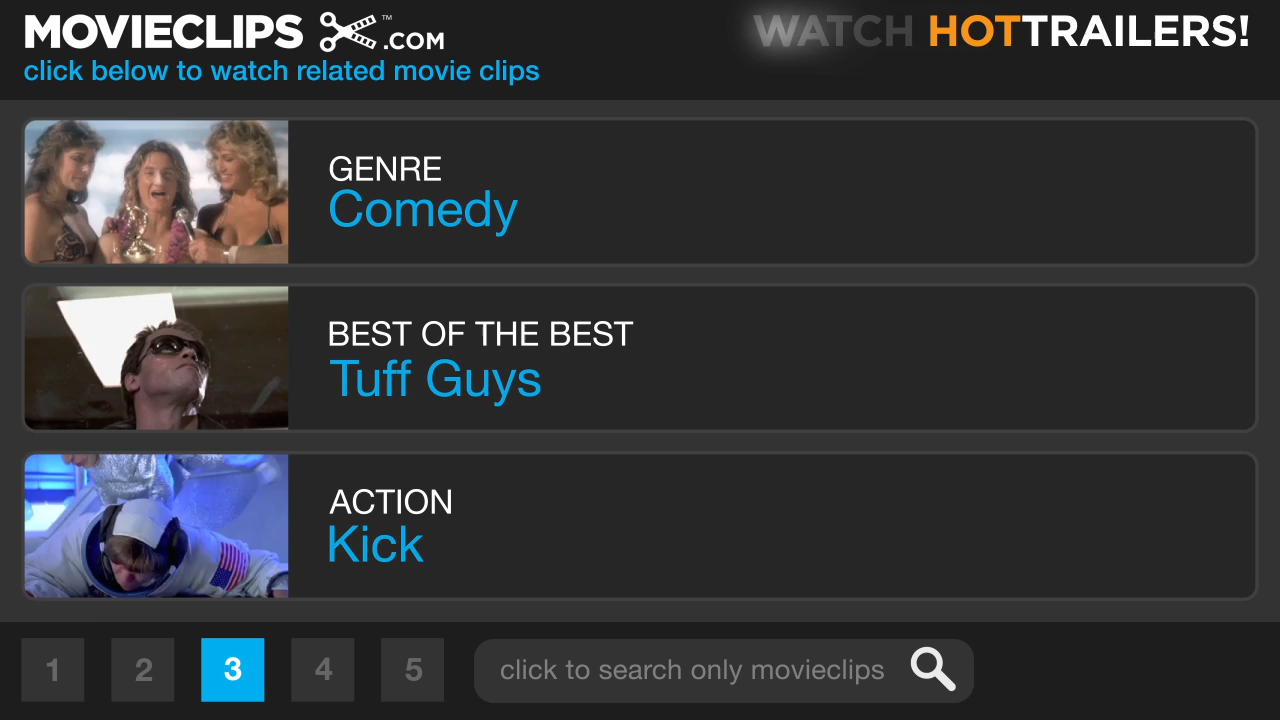 MOVIECLIPS ™ .COM
WATCH HOTTRAILERS!
click below to watch related movie clips
GENRE
Comedy
BEST OF THE BEST
Tuff Guys
ACTION
Kick
1 2 3 4 5
click to search only movieclips